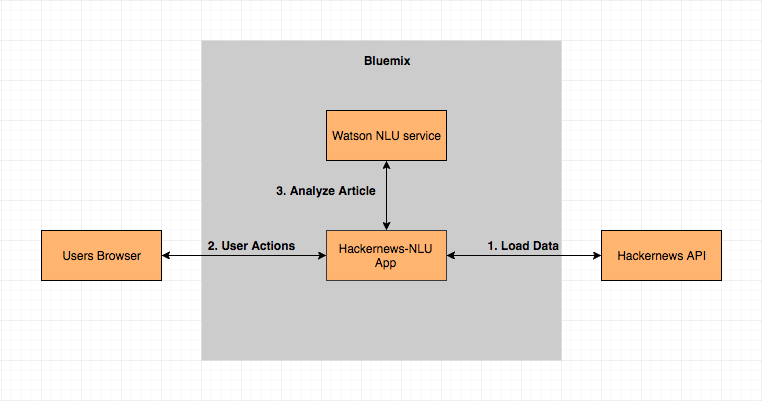 Bluemix
Watson NLU service
3. Analyze Article
Users Browser
2. User Actions
Hackernews-NLU
App
1. Load Data
Hackernews API